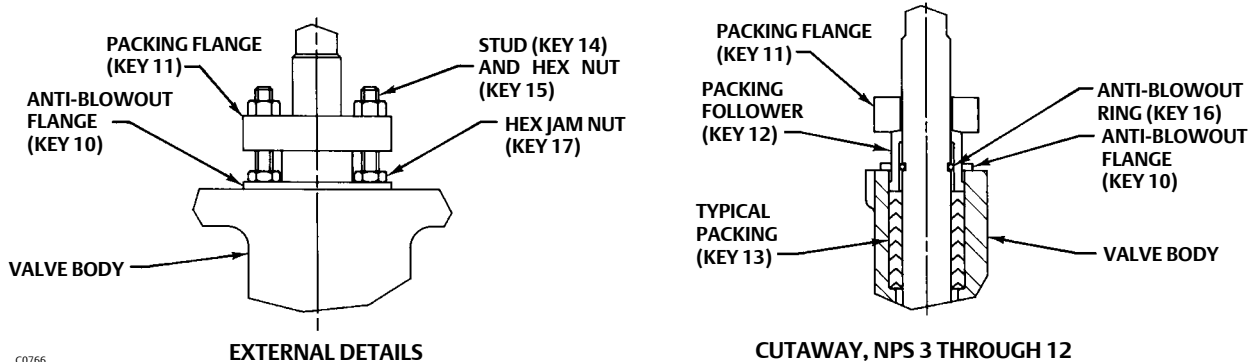 PACKING FLANGE
(KEY 11)
ANTI-BLOWOUT
FLANGE
(KEY 10)
STUD (KEY 14)
AND HEX NUT
(KEY 15)
HEX JAM NUT
(KEY 17)
VALVE BODY
C0766
EXTERNAL DETAILS
PACKING FLANGE
(KEY 11)
PACKING
FOLLOWER
(KEY 12)
TYPICAL
PACKING
(KEY 13)
ANTI-BLOWOUT
RING (KEY 16)
ANTI-BLOWOUT
FLANGE
(KEY 10)
VALVE BODY
CUTAWAY, NPS 3 THROUGH 12